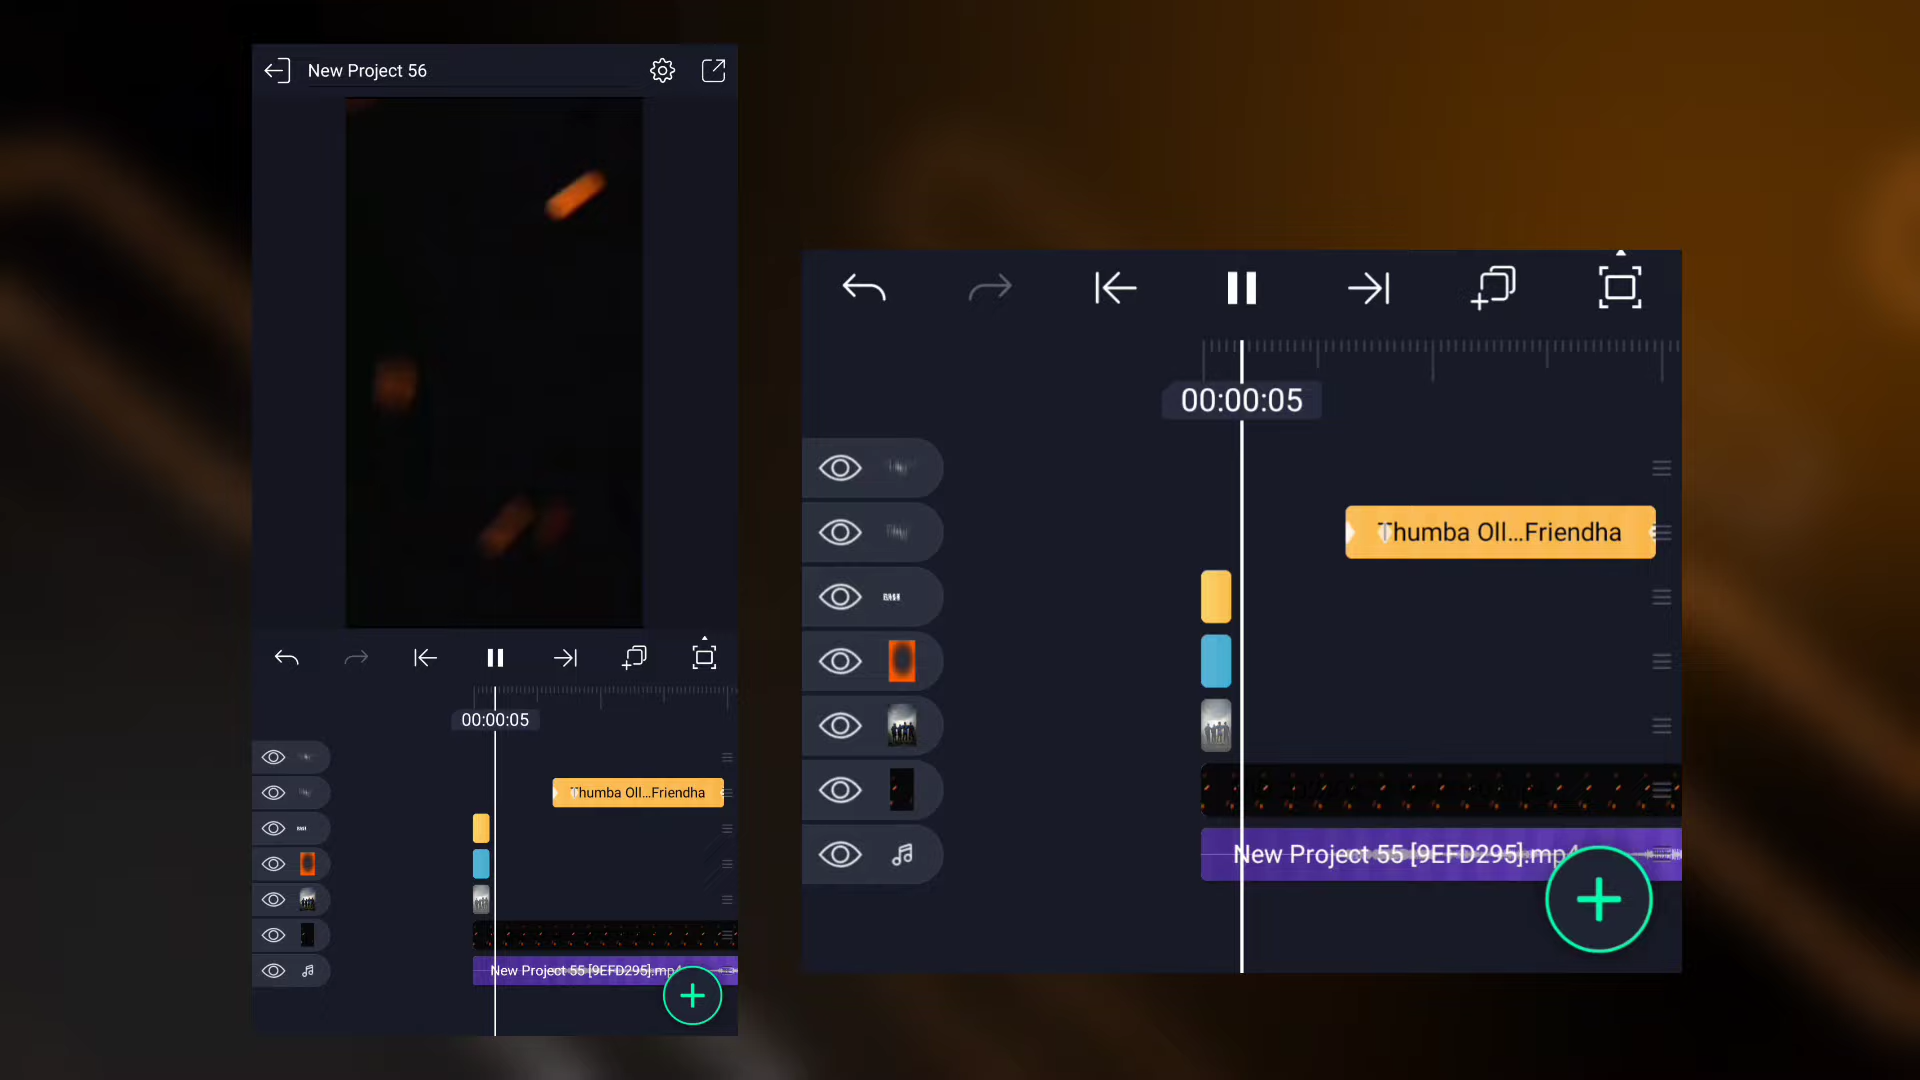 New Project 56
00:00:05
Thumba Oll...Friendha
New Project 55 [9EFD295].mp4
00:00:05
Thumba Oll...Friendha
New Project 55 [9EFD295].mp4